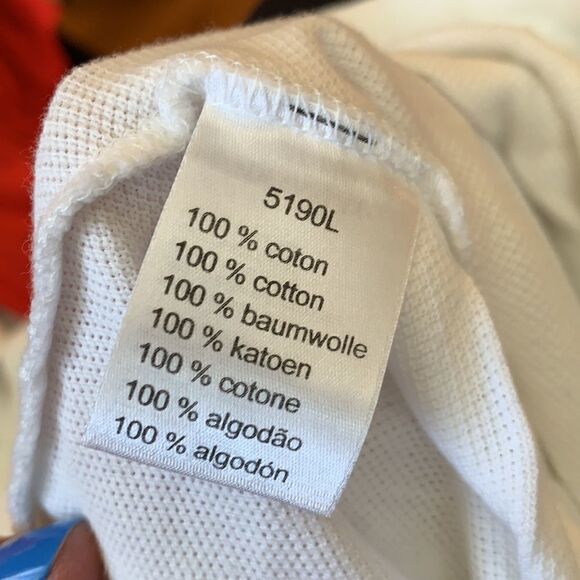 5190L
100 % coton
100 % cotton
100 % baumwolle
100 % katoen
100 % cotone
100 % algodão
100 % algodón